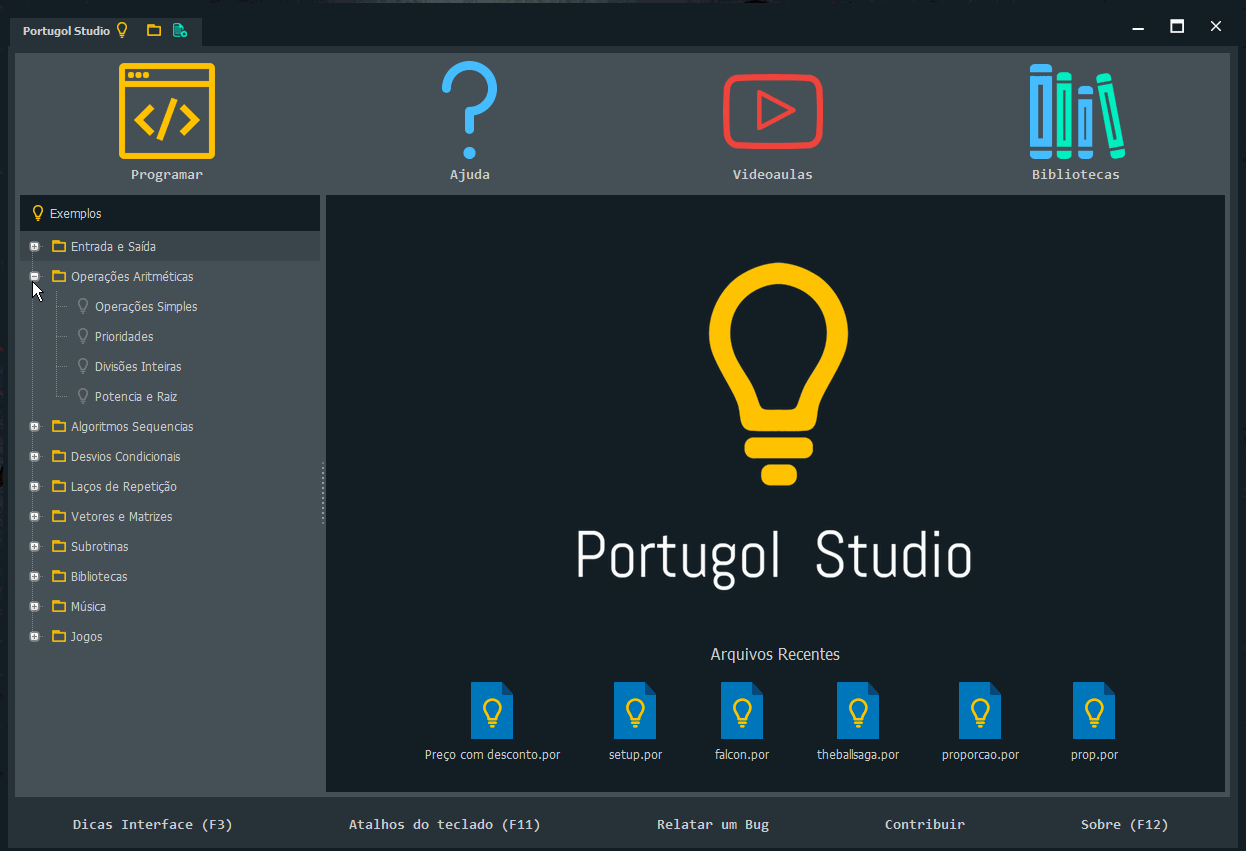 Portugol Studio
Programar
Ajuda
Videoaulas
Bibliotecas
Exemplos
Entrada e Saída
Operações Aritméticas
Operações Simples
Prioridades
Divisões Inteiras
Potencia e Raiz
Algoritmos Sequencias
Desvios Condicionais
Laços de Repetição
Vetores e Matrizes
Subrotinas
Bibliotecas
Música
Jogos
Portugol Studio
Arquivos Recentes
Preço com desconto.por
setup.por
falcon.por
theballsaga.por
proporcao.por
prop.por
Dicas Interface (F3)
Atalhos do teclado (F11)
Relatar um Bug
Contribuir
Sobre (F12)